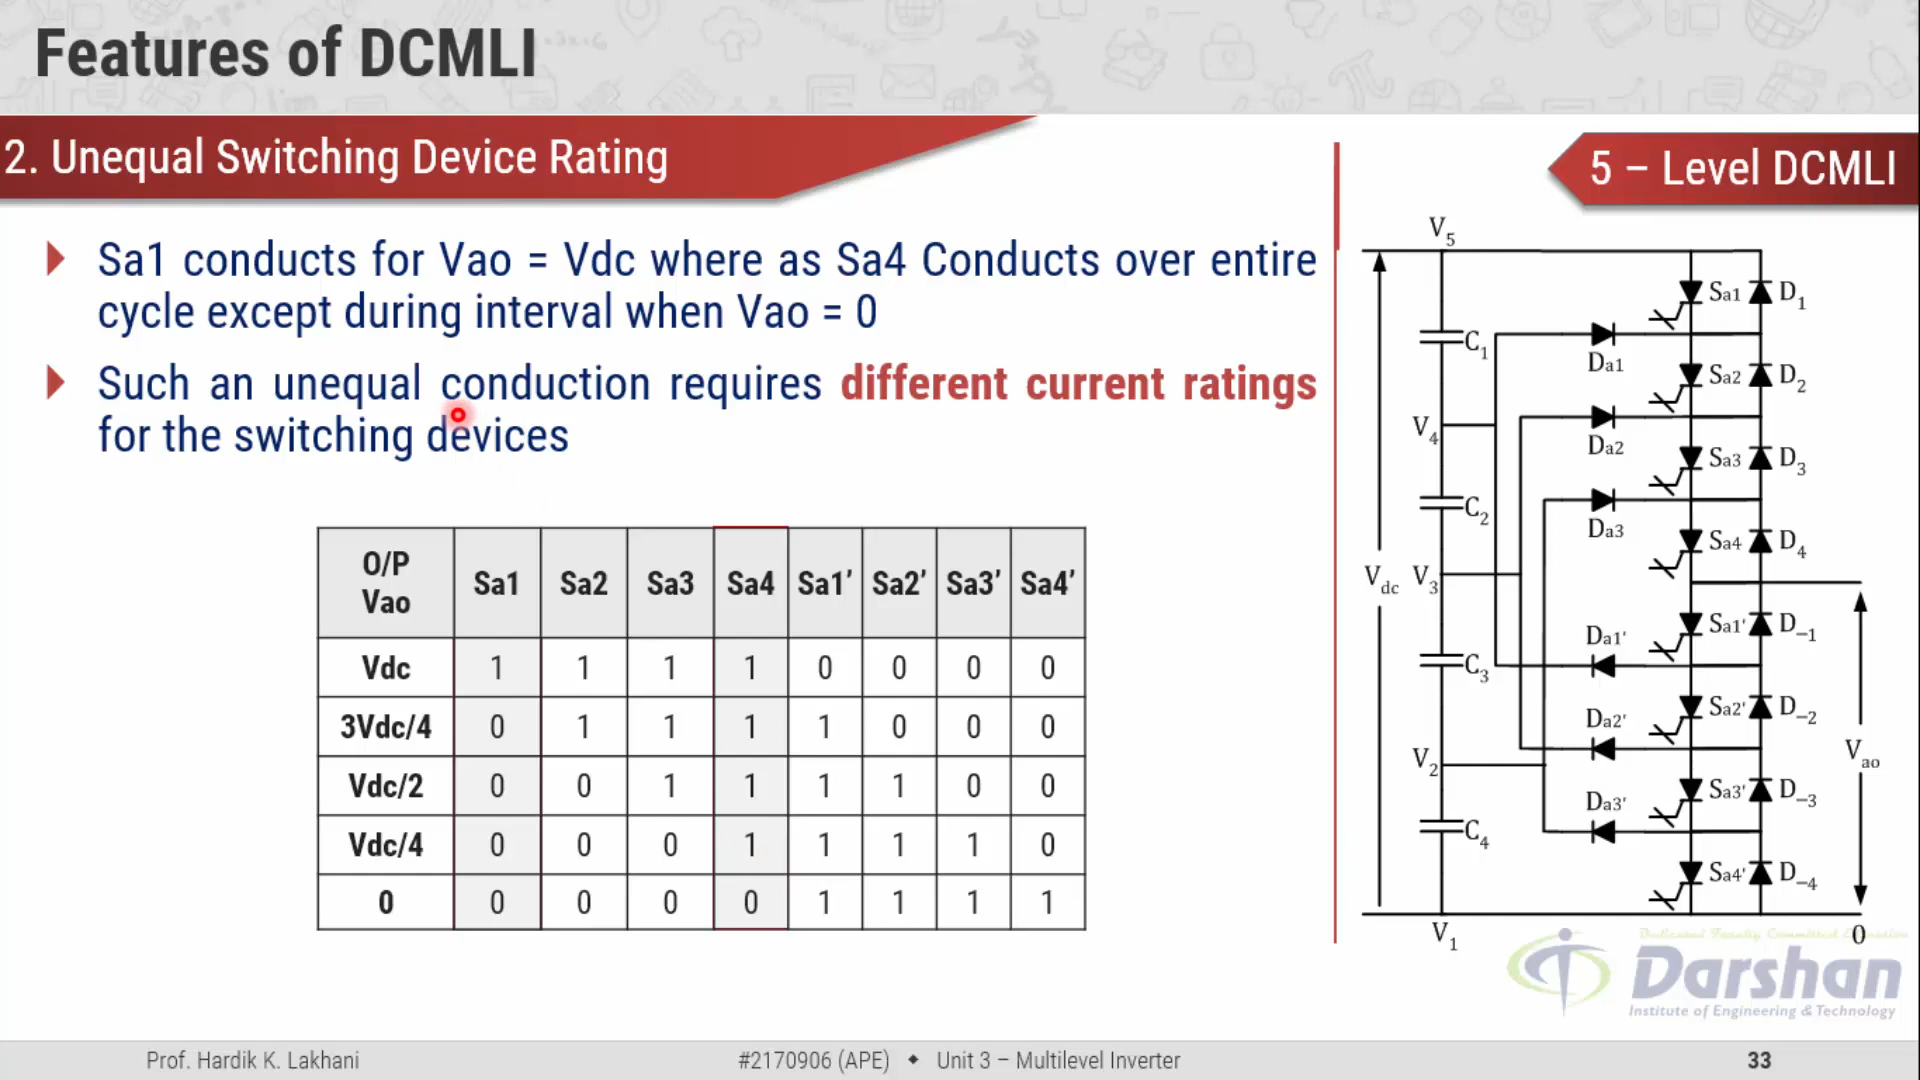 Features of DCMLI
2. Unequal Switching Device Rating
5 – Level DCMLI
Sa1 conducts for Vao = Vdc where as Sa4 Conducts over entire
cycle except during interval when Vao = 0
Such an unequal conduction requires different current ratings
for the switching devices
O/P Vao Sa1 Sa2 Sa3 Sa4 Sa1’ Sa2’ Sa3’ Sa4’
Vdc 1 1 1 1 0 0 0 0
3Vdc/4 0 1 1 1 1 0 0 0
Vdc/2 0 0 1 1 1 1 0 0
Vdc/4 0 0 0 1 1 1 1 0
0 0 0 0 0 1 1 1 1
V5
Sa1 D1
C1 Da1
Sa2 D2
V4 Da2
Sa3 D3
C2 Da3
Sa4 D4
Vdc V3
Da1' Sa1' D–1
C3
Da2' Sa2' D–2
V2 Vao
Da3' Sa3' D–3
C4
Sa4' D–4
V1 0
Dedicated Faculty Committed Education
Darshan
Institute of Engineering & Technology
Prof. Hardik K. Lakhani #2170906 (APE) ◆ Unit 3 – Multilevel Inverter 33